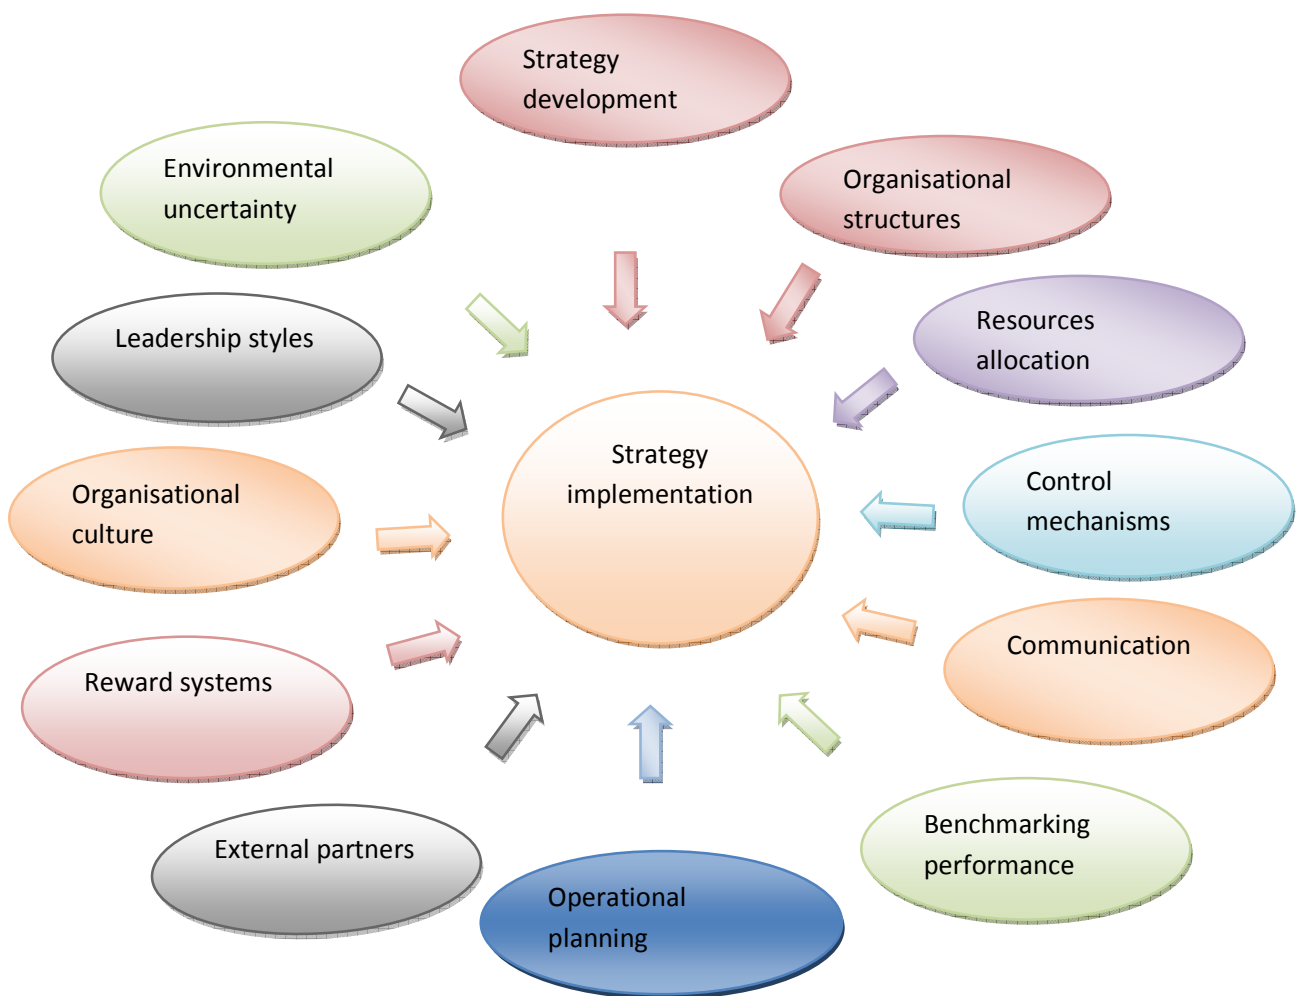 Strategy
development
Environmental
uncertainty
Organisational
structures
Leadership styles
Resources
allocation
Strategy
implementation
Organisational
culture
Control
mechanisms
Reward systems
Communication
External partners
Benchmarking
performance
Operational
planning